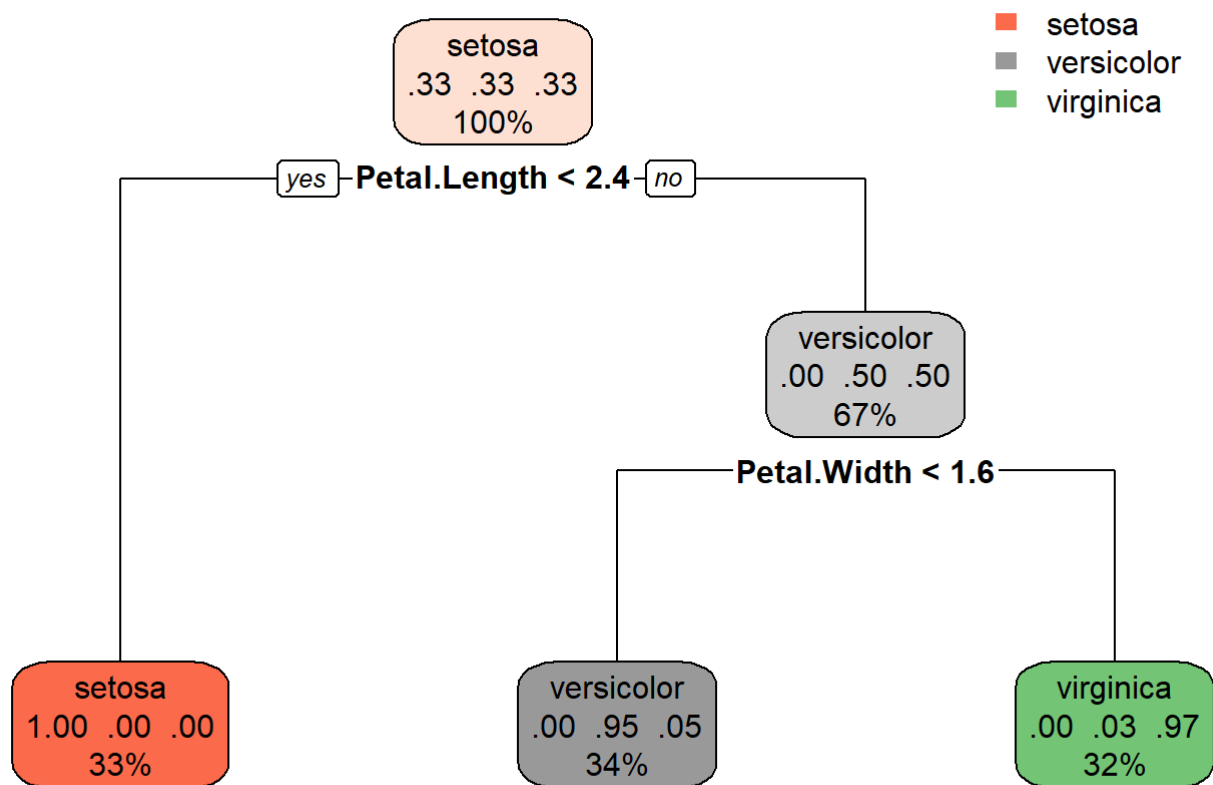 setosa
versicolor
virginica
setosa
.33 .33 .33
100%
yes Petal.Length < 2.4 no
versicolor
.00 .50 .50
67%
Petal.Width < 1.6
setosa
1.00 .00 .00
33%
versicolor
.00 .95 .05
34%
virginica
.00 .03 .97
32%